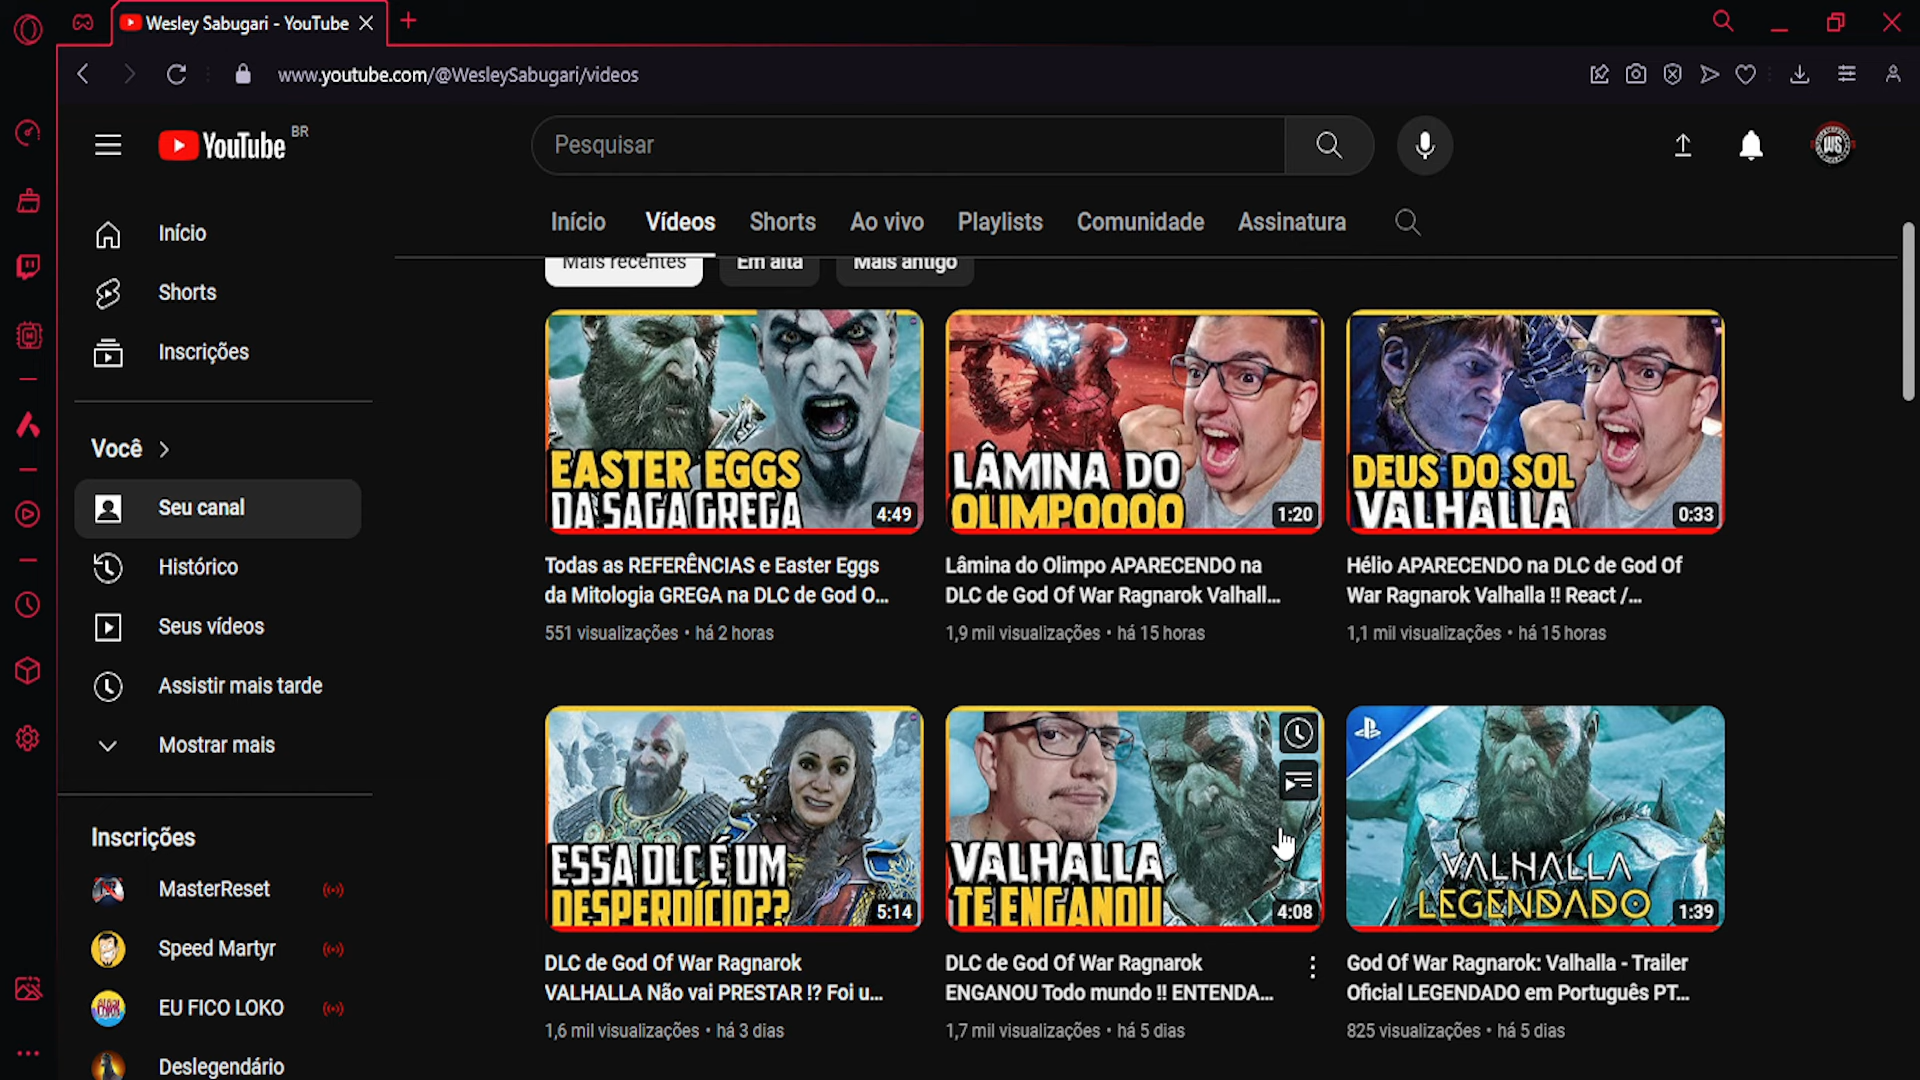 Wesley Sabugari - YouTube
www.youtube.com/@WesleySabugari/videos
YouTube BR
Pesquisar
WS
Início
Vídeos
Shorts
Ao vivo
Playlists
Comunidade
Assinatura
Mais recentes
Em alta
Mais antigo
Início
Shorts
Inscrições
Você
Seu canal
Histórico
Seus vídeos
Assistir mais tarde
Mostrar mais
Inscrições
MasterReset
Speed Martyr
EU FICO LOKO
Deslegendário
EASTER EGGS
DA SAGA GREGA
4:49
Todas as REFERÊNCIAS e Easter Eggs
da Mitologia GREGA na DLC de God O...
551 visualizações • há 2 horas
LÂMINA DO
OLIMPOOOO
1:20
Lâmina do Olimpo APARECENDO na
DLC de God Of War Ragnarok Valhall...
1,9 mil visualizações • há 15 horas
DEUS DO SOL
VALHALLA
0:33
Hélio APARECENDO na DLC de God Of
War Ragnarok Valhalla !! React /...
1,1 mil visualizações • há 15 horas
ESSA DLC É UM
DESPERDÍCIO??
5:14
DLC de God Of War Ragnarok
VALHALLA Não vai PRESTAR !? Foi u...
1,6 mil visualizações • há 3 dias
VALHALLA
TE ENGANOU
4:08
DLC de God Of War Ragnarok
ENGANOU Todo mundo !! ENTENDA...
1,7 mil visualizações • há 5 dias
VALHALLA
LEGENDADO
1:39
God Of War Ragnarok: Valhalla - Trailer
Oficial LEGENDADO em Português PT...
825 visualizações • há 5 dias